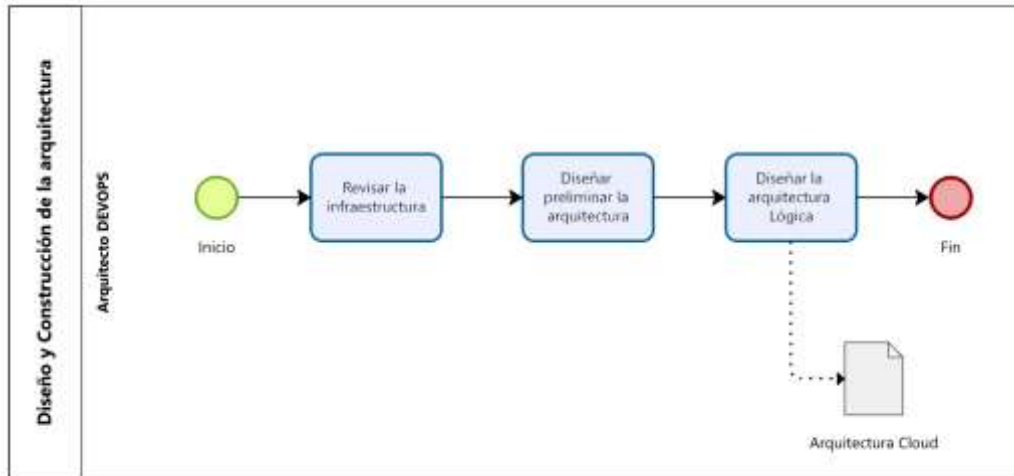 Diseño y Construcción de la arquitectura
Arquitecto DEVOPS
Inicio
Revisar la
infraestructura
Diseñar
preliminar la
arquitectura
Diseñar la
arquitectura
Lógica
Fin
Arquitectura Cloud